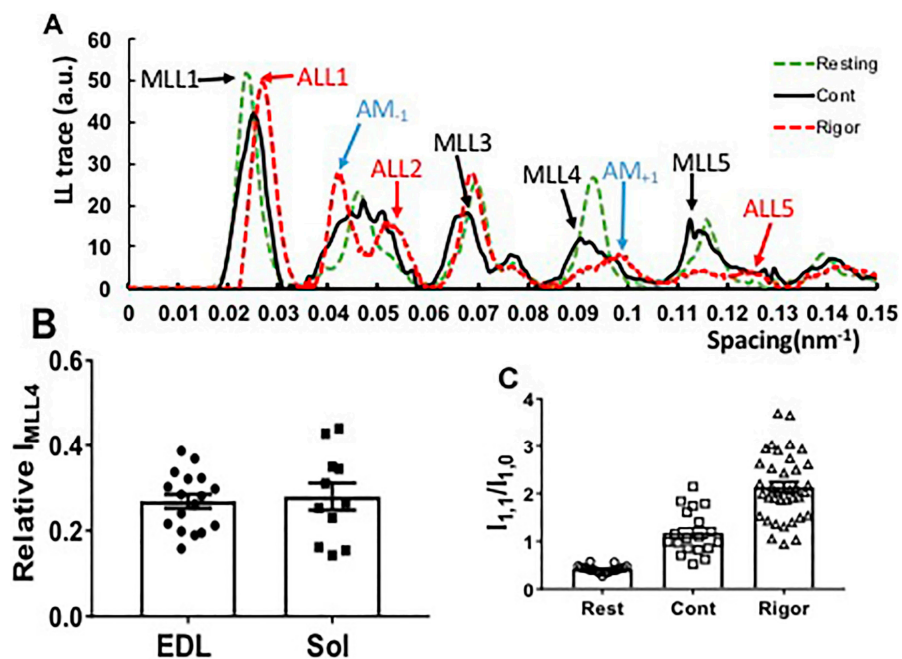 A
LL trace (a.u.)
60
50
40
30
20
10
0
MLL1
ALL1
AM-1
ALL2
MLL3
MLL4
AM+1
MLL5
ALL5
Resting
Cont
Rigor
0 0.01 0.02 0.03 0.04 0.05 0.06 0.07 0.08 0.09 0.1 0.11 0.12 0.13 0.14 0.15
Spacing(nm-1)
B
Relative IMLL4
0.6
0.4
0.2
0.0
EDL Sol
C
I1,1/I1,0
4
3
2
1
0
Rest Cont Rigor